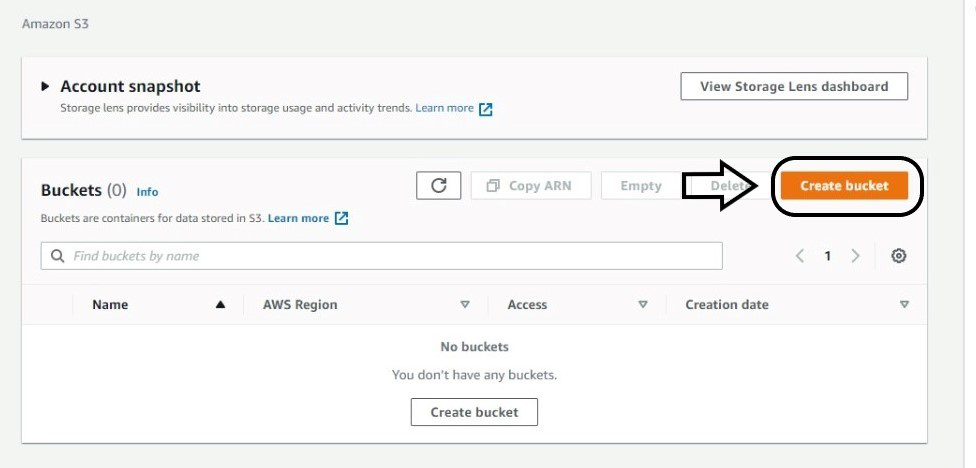 Amazon S3
Account snapshot
View Storage Lens dashboard
Storage lens provides visibility into storage usage and activity trends. Learn more
Buckets (0) Info
Copy ARN
Empty
Delete
Create bucket
Buckets are containers for data stored in S3. Learn more
Find buckets by name
1
Name AWS Region Access Creation date
No buckets
You don't have any buckets.
Create bucket